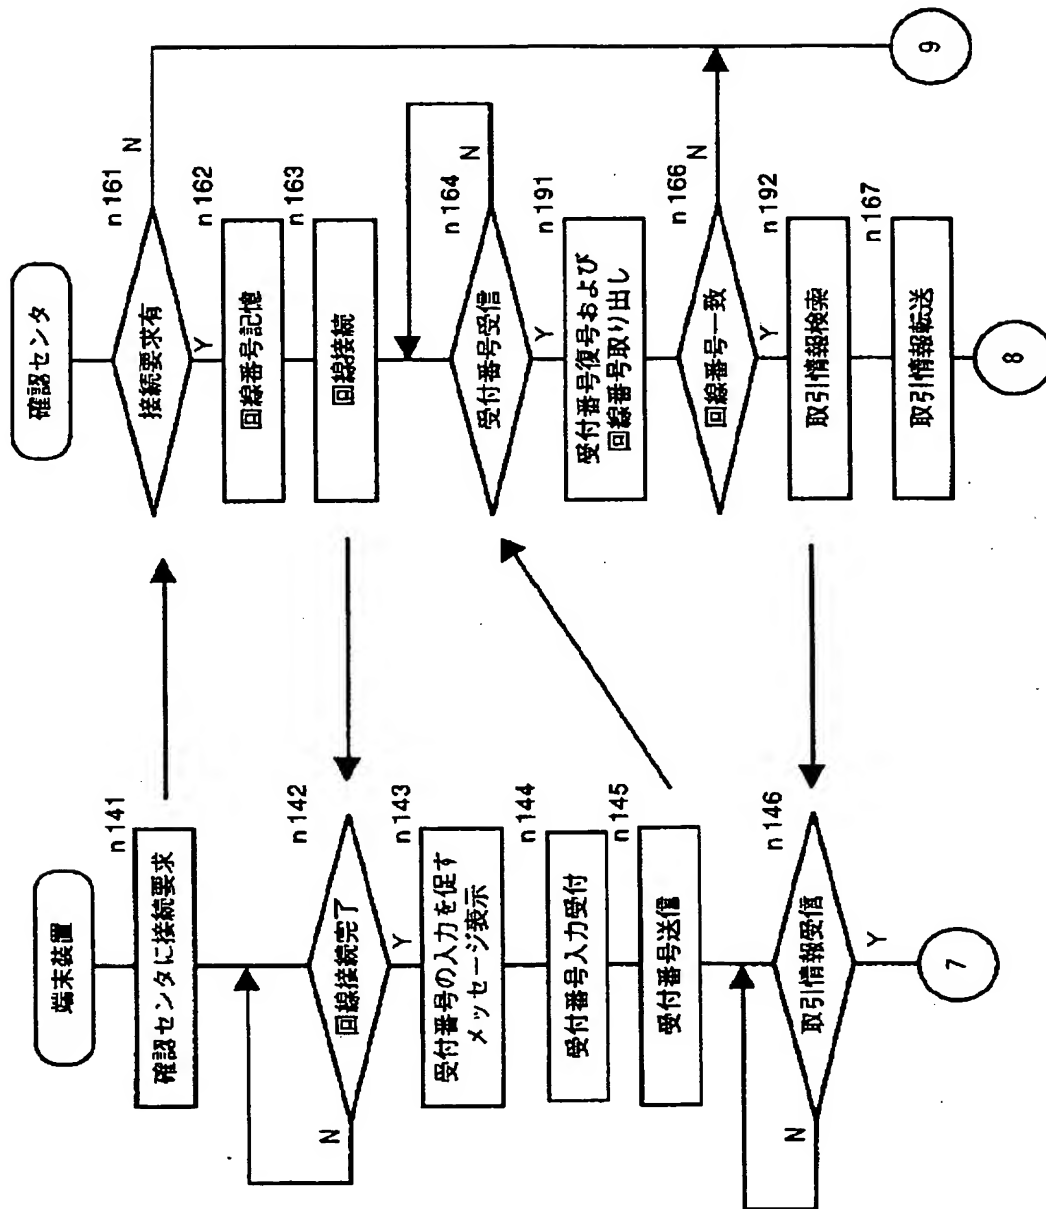 端末装置
n141
確認センタに接続要求
n142
回線接続完了
N
Y
n143
受付番号の入力を促す
メッセージ表示
n144
受付番号入力受付
n145
受付番号送信
n146
取引情報受信
N
Y
7
確認センタ
n161
接続要求有
N
Y
n162
回線番号記憶
n163
回線接続
n164
受付番号受信
N
Y
n191
受付番号復号および
回線番号取り出し
n166
回線番号一致
N
Y
n192
取引情報検索
n167
取引情報転送
8
9